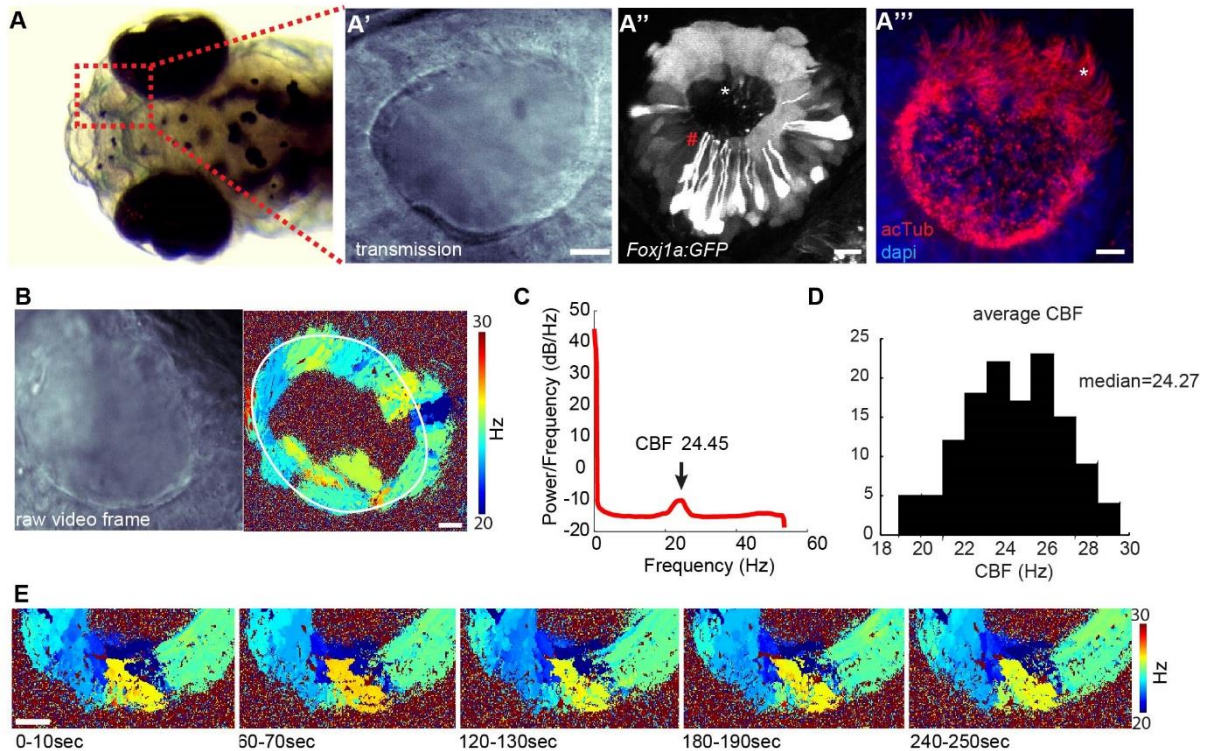 A
A'
transmission
A''
*
#
Foxj1a:GFP
A'''
*
acTub
dapi
B
raw video frame
30
Hz
20
C
Power/Frequency (dB/Hz)
50
40
30
20
10
0
-10
-20
CBF 24.45
0
20
40
60
Frequency (Hz)
D
average CBF
median=24.27
25
20
15
10
5
0
18
20
22
24
26
28
30
CBF (Hz)
E
30
Hz
20
0-10sec
60-70sec
120-130sec
180-190sec
240-250sec